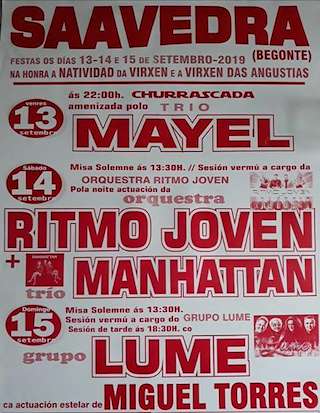 SAAVEDRA
FESTAS OS DÍAS 13-14 e 15 DE SETEMBRO-2019 (BEGONTE)
NA HONRA A NATIVIDAD DA VIRXEN E A VIRXEN DAS ANGUSTIAS
ás 22:00h. CHURRASCADA
venres
13
setembro
amenizada polo TRIO
MAYEL
Misa Solemne ás 13:30H. // Sesión vermú a cargo da
Sábado
14
setembro
ORQUESTRA RITMO JOVEN
Pola noite actuación da
orquestra
RITMO JOVEN
+
MANHATTAN
trío
MANHATTAN
Misa Solemne ás 13:30H.
Domingo
15
setembro
Sesión vermú a cargo do GRUPO LUME
Sesión de tarde ás 18:30H. co
grupo
LUME
ca actuación estelar de MIGUEL TORRES